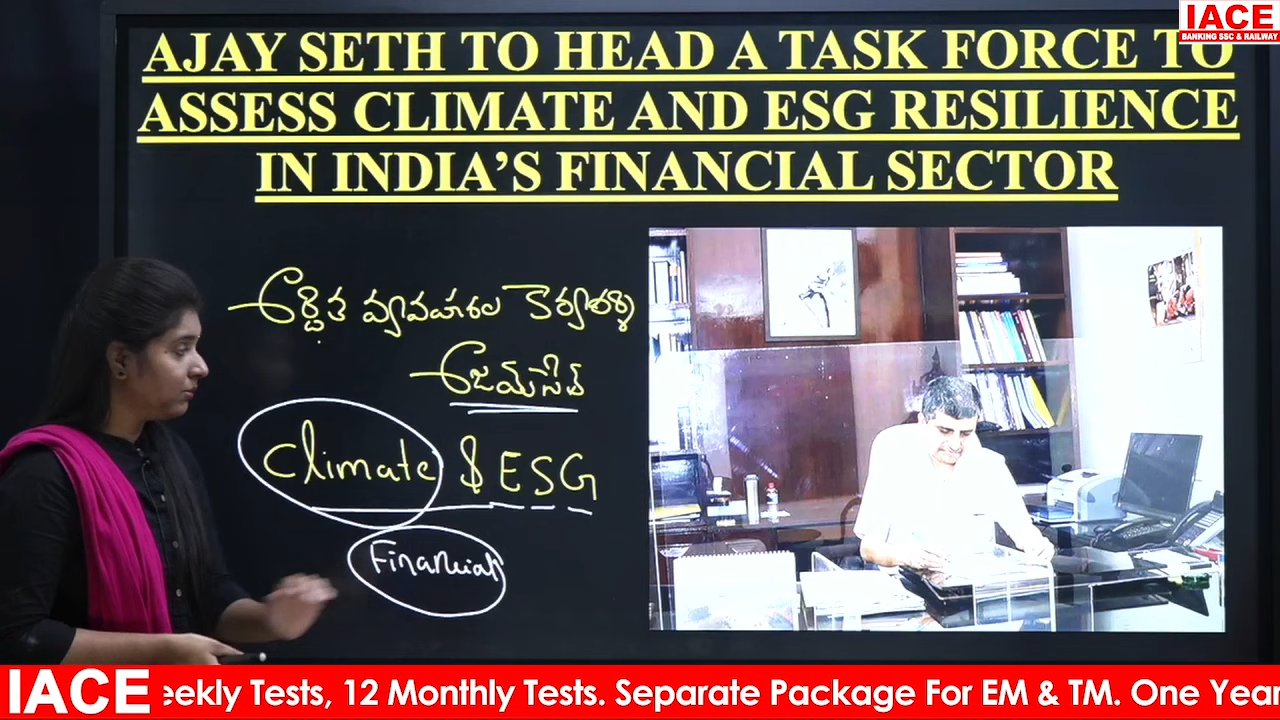 IACE
BANKING SSC & RAILWAY
AJAY SETH TO HEAD A TASK FORCE TO
ASSESS CLIMATE AND ESG RESILIENCE
IN INDIA’S FINANCIAL SECTOR
ఆర్థిక వ్యవహారాల కార్యదర్శి
అజయ్ సేథ్
Climate & ESG
Financial
IACE
eekly Tests, 12 Monthly Tests. Separate Package For EM & TM. One Year